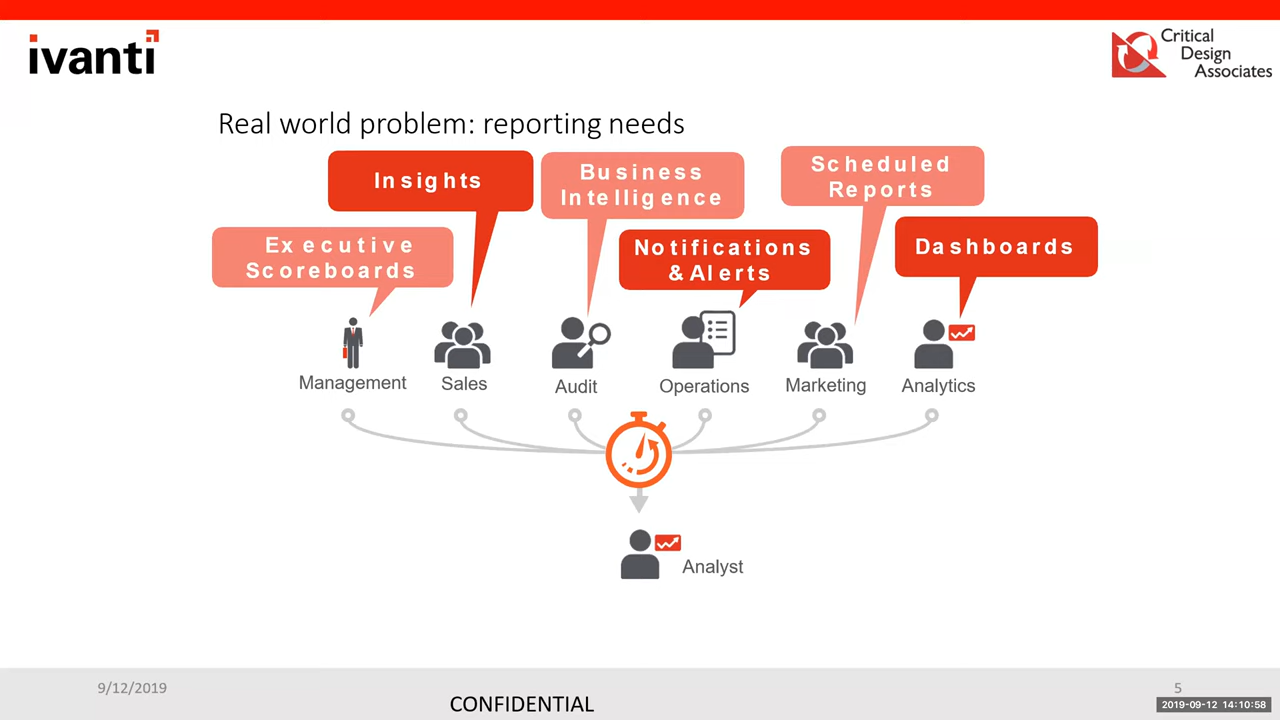 ivanti
Critical
Design
Associates
Real world problem: reporting needs
Insights
Business
Intelligence
Scheduled
Reports
Executive
Scoreboards
Notifications
& Alerts
Dashboards
Management
Sales
Audit
Operations
Marketing
Analytics
Analyst
9/12/2019
CONFIDENTIAL
5
2019-09-12 14:10:58